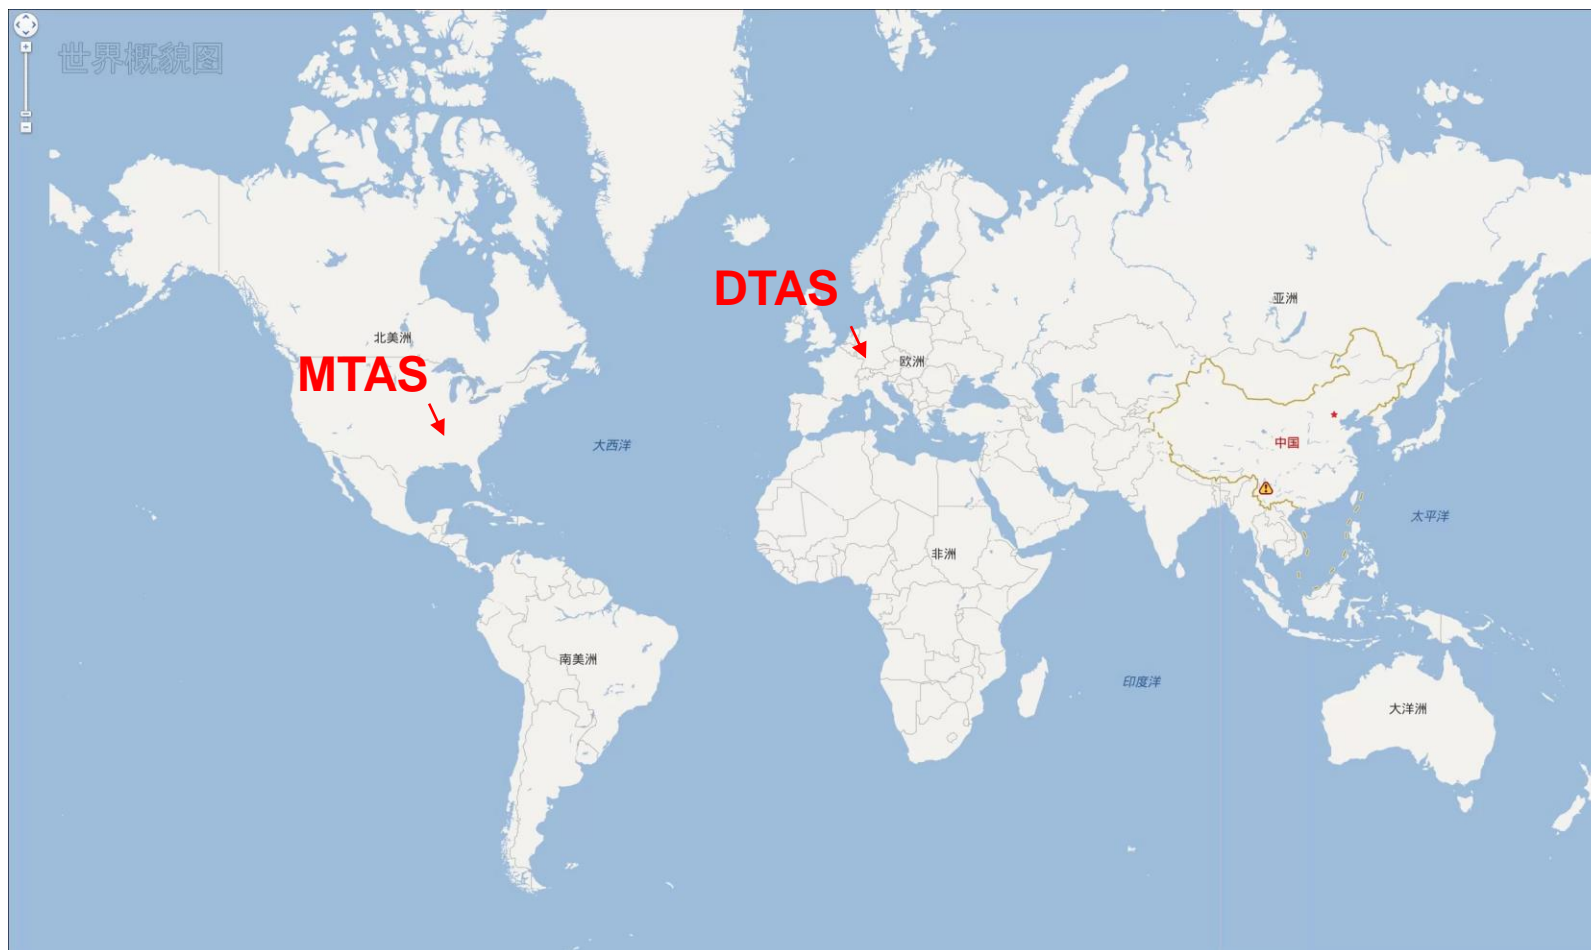 世界概貌图
DTAS
亚洲
北美洲
欧洲
MTAS
大西洋
中国
太平洋
非洲
南美洲
印度洋
大洋洲